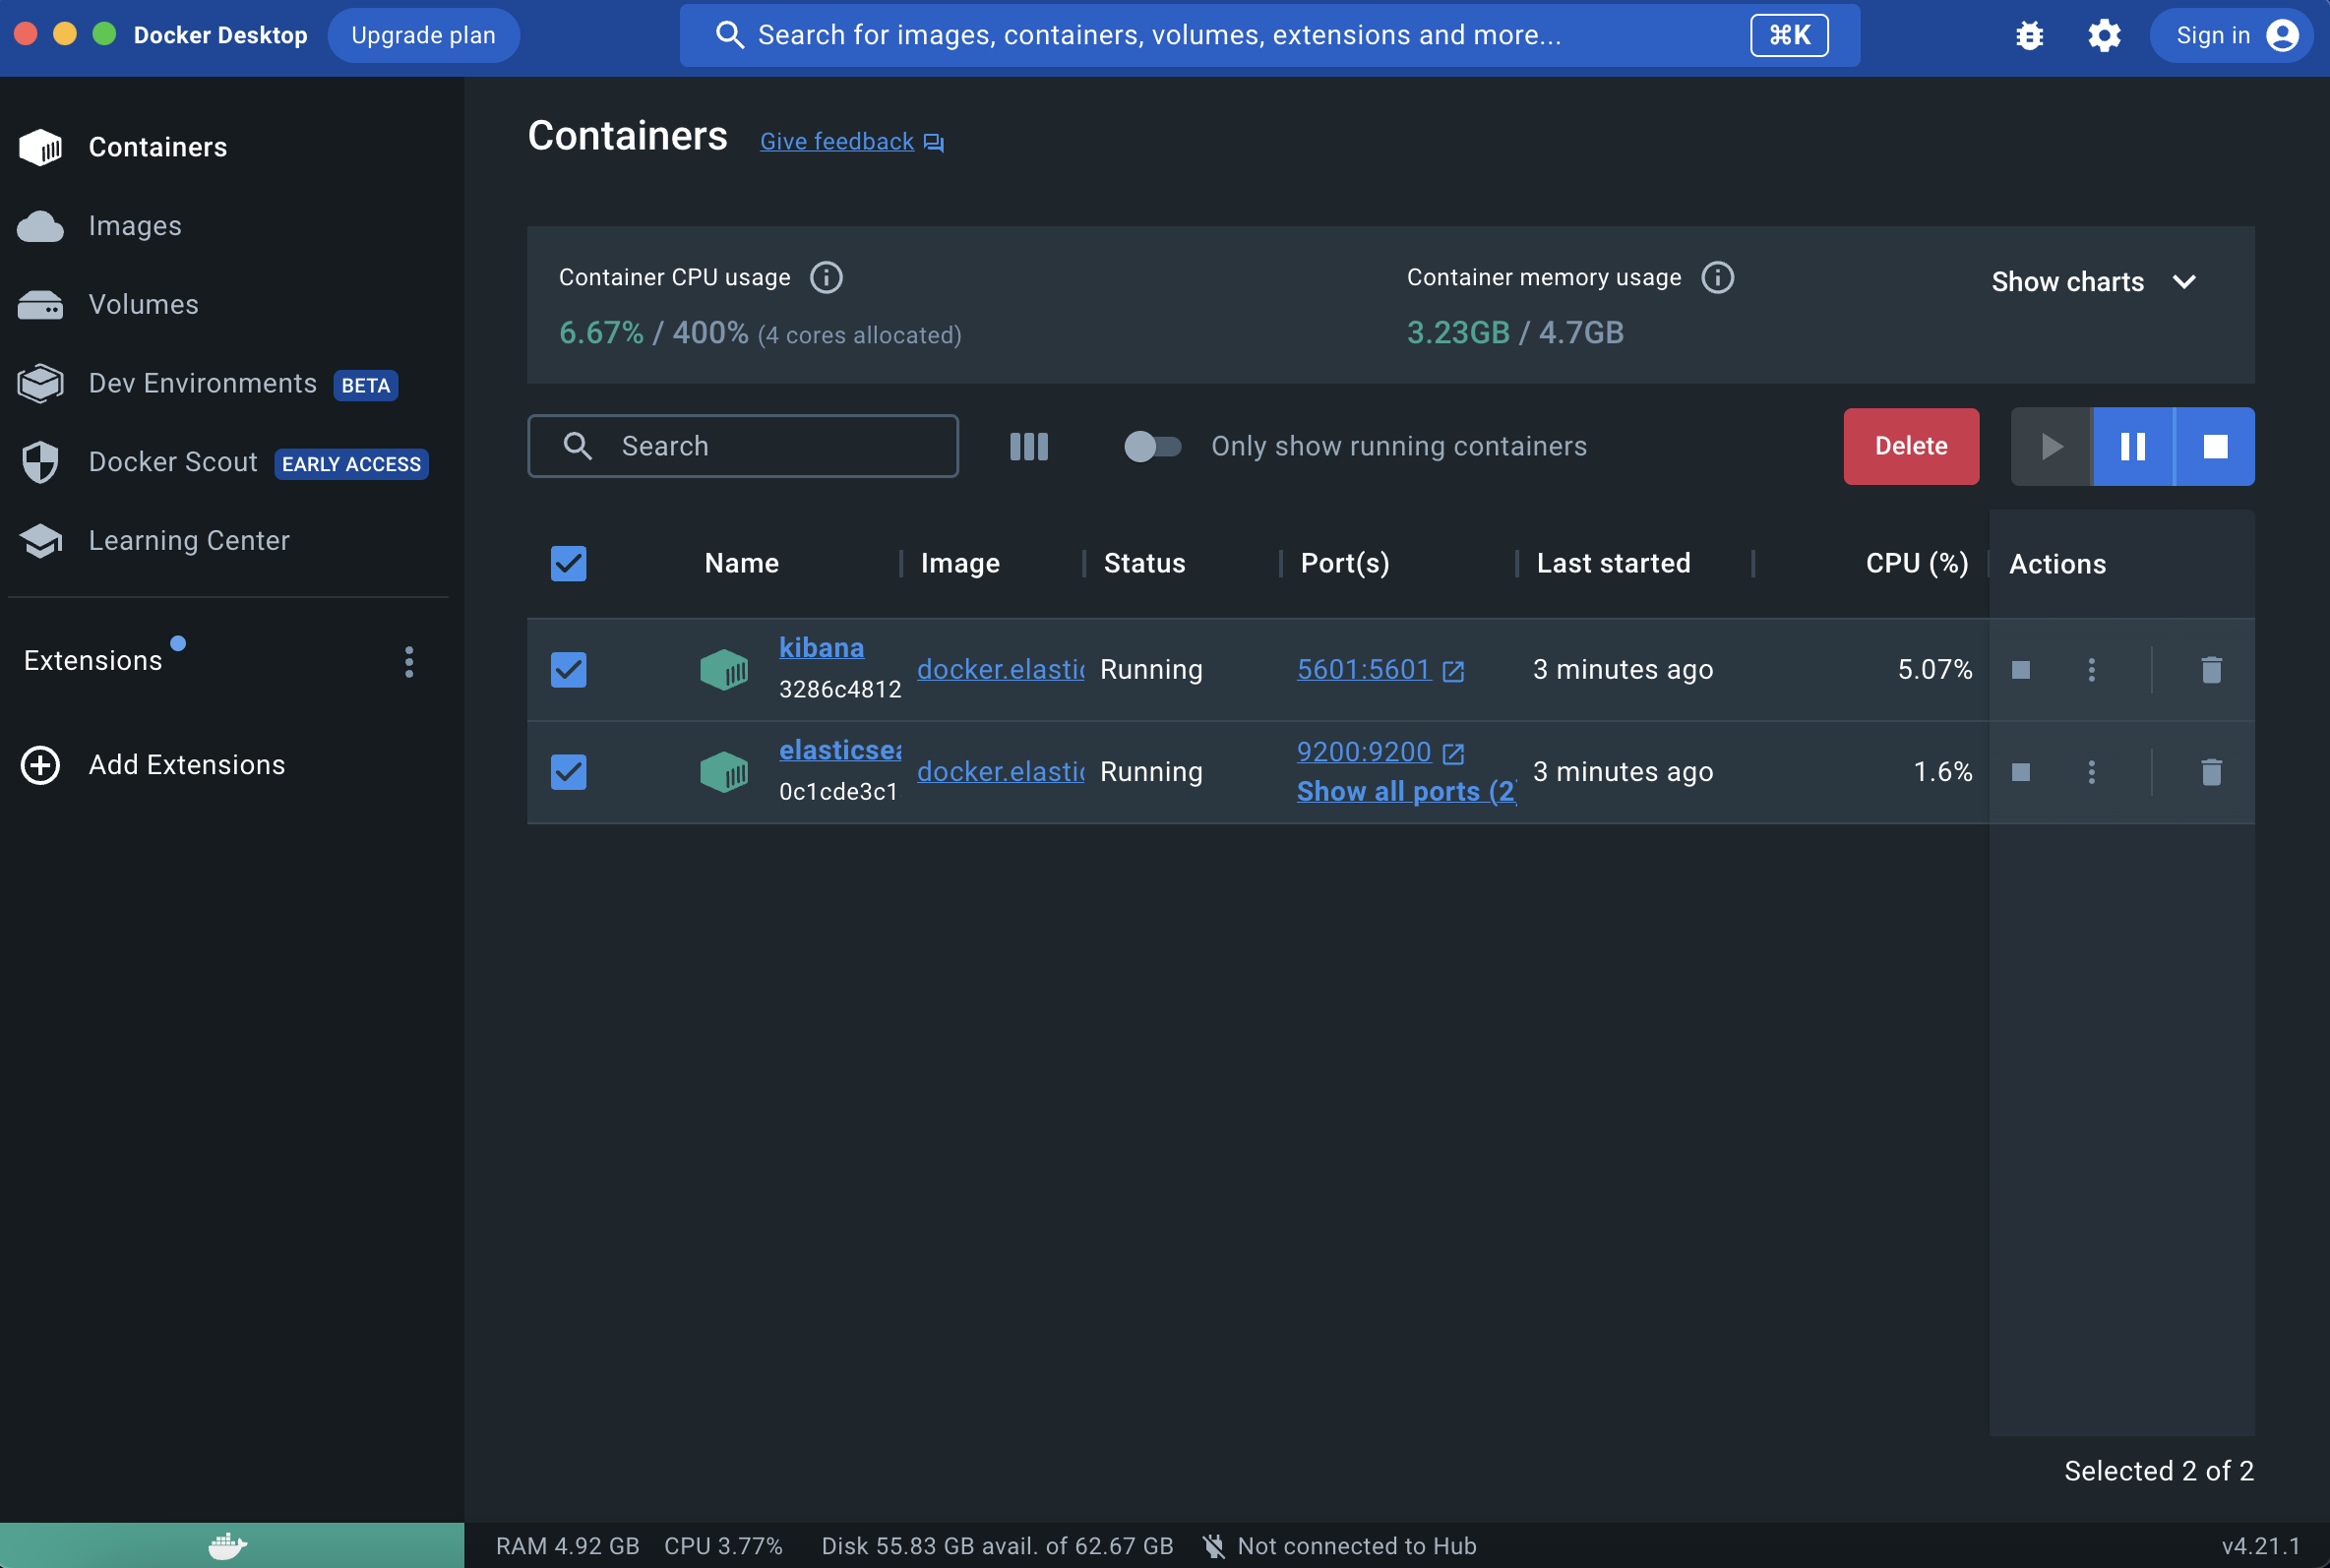 Docker Desktop
Upgrade plan
Search for images, containers, volumes, extensions and more...
⌘K
Sign in
Containers
Images
Volumes
Dev Environments BETA
Docker Scout EARLY ACCESS
Learning Center
Extensions
Add Extensions
Containers
Give feedback
Container CPU usage
6.67% / 400% (4 cores allocated)
Container memory usage
3.23GB / 4.7GB
Show charts
Search
Only show running containers
Delete
Name Image Status Port(s) Last started CPU (%) Actions
kibana
3286c4812
docker.elastic
Running
5601:5601
3 minutes ago
5.07%
elasticsea
0c1cde3c1
docker.elastic
Running
9200:9200
Show all ports (2)
3 minutes ago
1.6%
Selected 2 of 2
RAM 4.92 GB CPU 3.77% Disk 55.83 GB avail. of 62.67 GB Not connected to Hub
v4.21.1